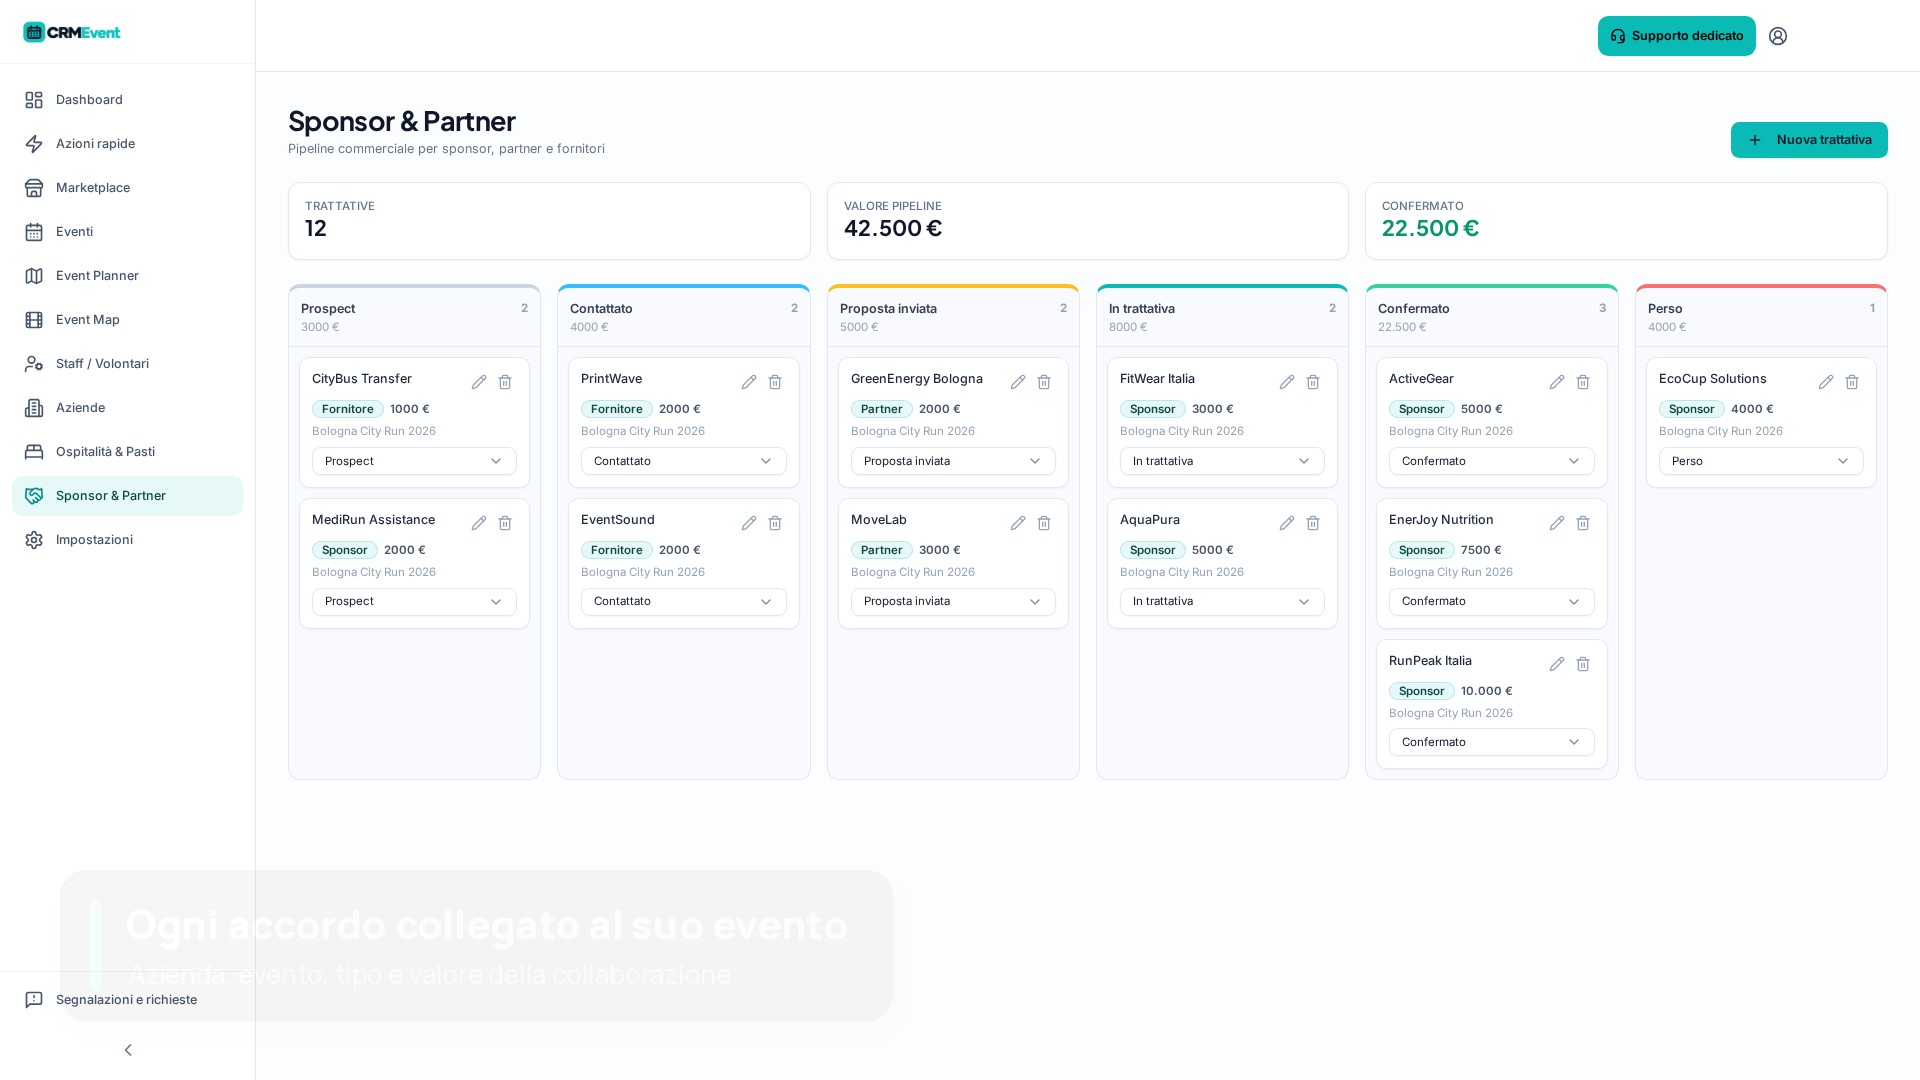 CRMEvent
Supporto dedicato
Dashboard
Azioni rapide
Marketplace
Eventi
Event Planner
Event Map
Staff / Volontari
Aziende
Ospitalità & Pasti
Sponsor & Partner
Impostazioni
Segnalazioni e richieste
Sponsor & Partner
Pipeline commerciale per sponsor, partner e fornitori
Nuova trattativa
TRATTATIVE
12
VALORE PIPELINE
42.500 €
CONFERMATO
22.500 €
Prospect 2
3000 €
CityBus Transfer
Fornitore 1000 €
Bologna City Run 2026
Prospect
MediRun Assistance
Sponsor 2000 €
Bologna City Run 2026
Prospect
Contattato 2
4000 €
PrintWave
Fornitore 2000 €
Bologna City Run 2026
Contattato
EventSound
Fornitore 2000 €
Bologna City Run 2026
Contattato
Proposta inviata 2
5000 €
GreenEnergy Bologna
Partner 2000 €
Bologna City Run 2026
Proposta inviata
MoveLab
Partner 3000 €
Bologna City Run 2026
Proposta inviata
In trattativa 2
8000 €
FitWear Italia
Sponsor 3000 €
Bologna City Run 2026
In trattativa
AquaPura
Sponsor 5000 €
Bologna City Run 2026
In trattativa
Confermato 3
22.500 €
ActiveGear
Sponsor 5000 €
Bologna City Run 2026
Confermato
EnerJoy Nutrition
Sponsor 7500 €
Bologna City Run 2026
Confermato
RunPeak Italia
Sponsor 10.000 €
Bologna City Run 2026
Confermato
Perso 1
4000 €
EcoCup Solutions
Sponsor 4000 €
Bologna City Run 2026
Perso
Ogni accordo collegato al suo evento
Azienda, evento, tipo e valore della collaborazione